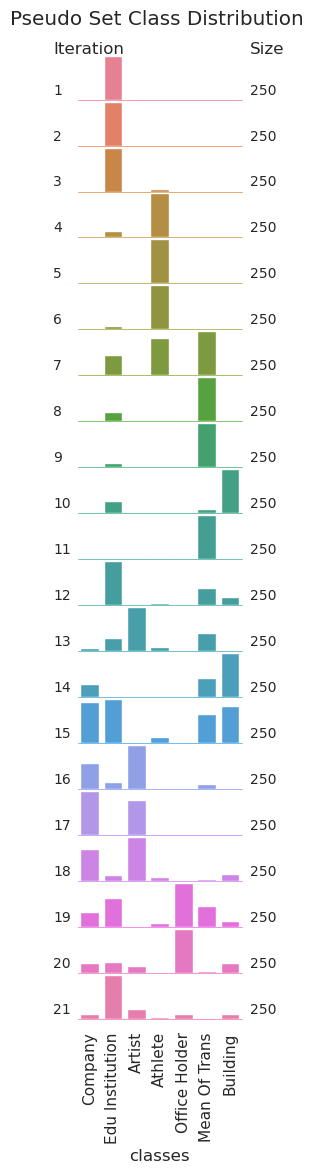 Pseudo Set Class Distribution
Iteration Size
1 250
2 250
3 250
4 250
5 250
6 250
7 250
8 250
9 250
10 250
11 250
12 250
13 250
14 250
15 250
16 250
17 250
18 250
19 250
20 250
21 250
Company
Edu Institution
Artist
Athlete
Office Holder
Mean Of Trans
Building
classes